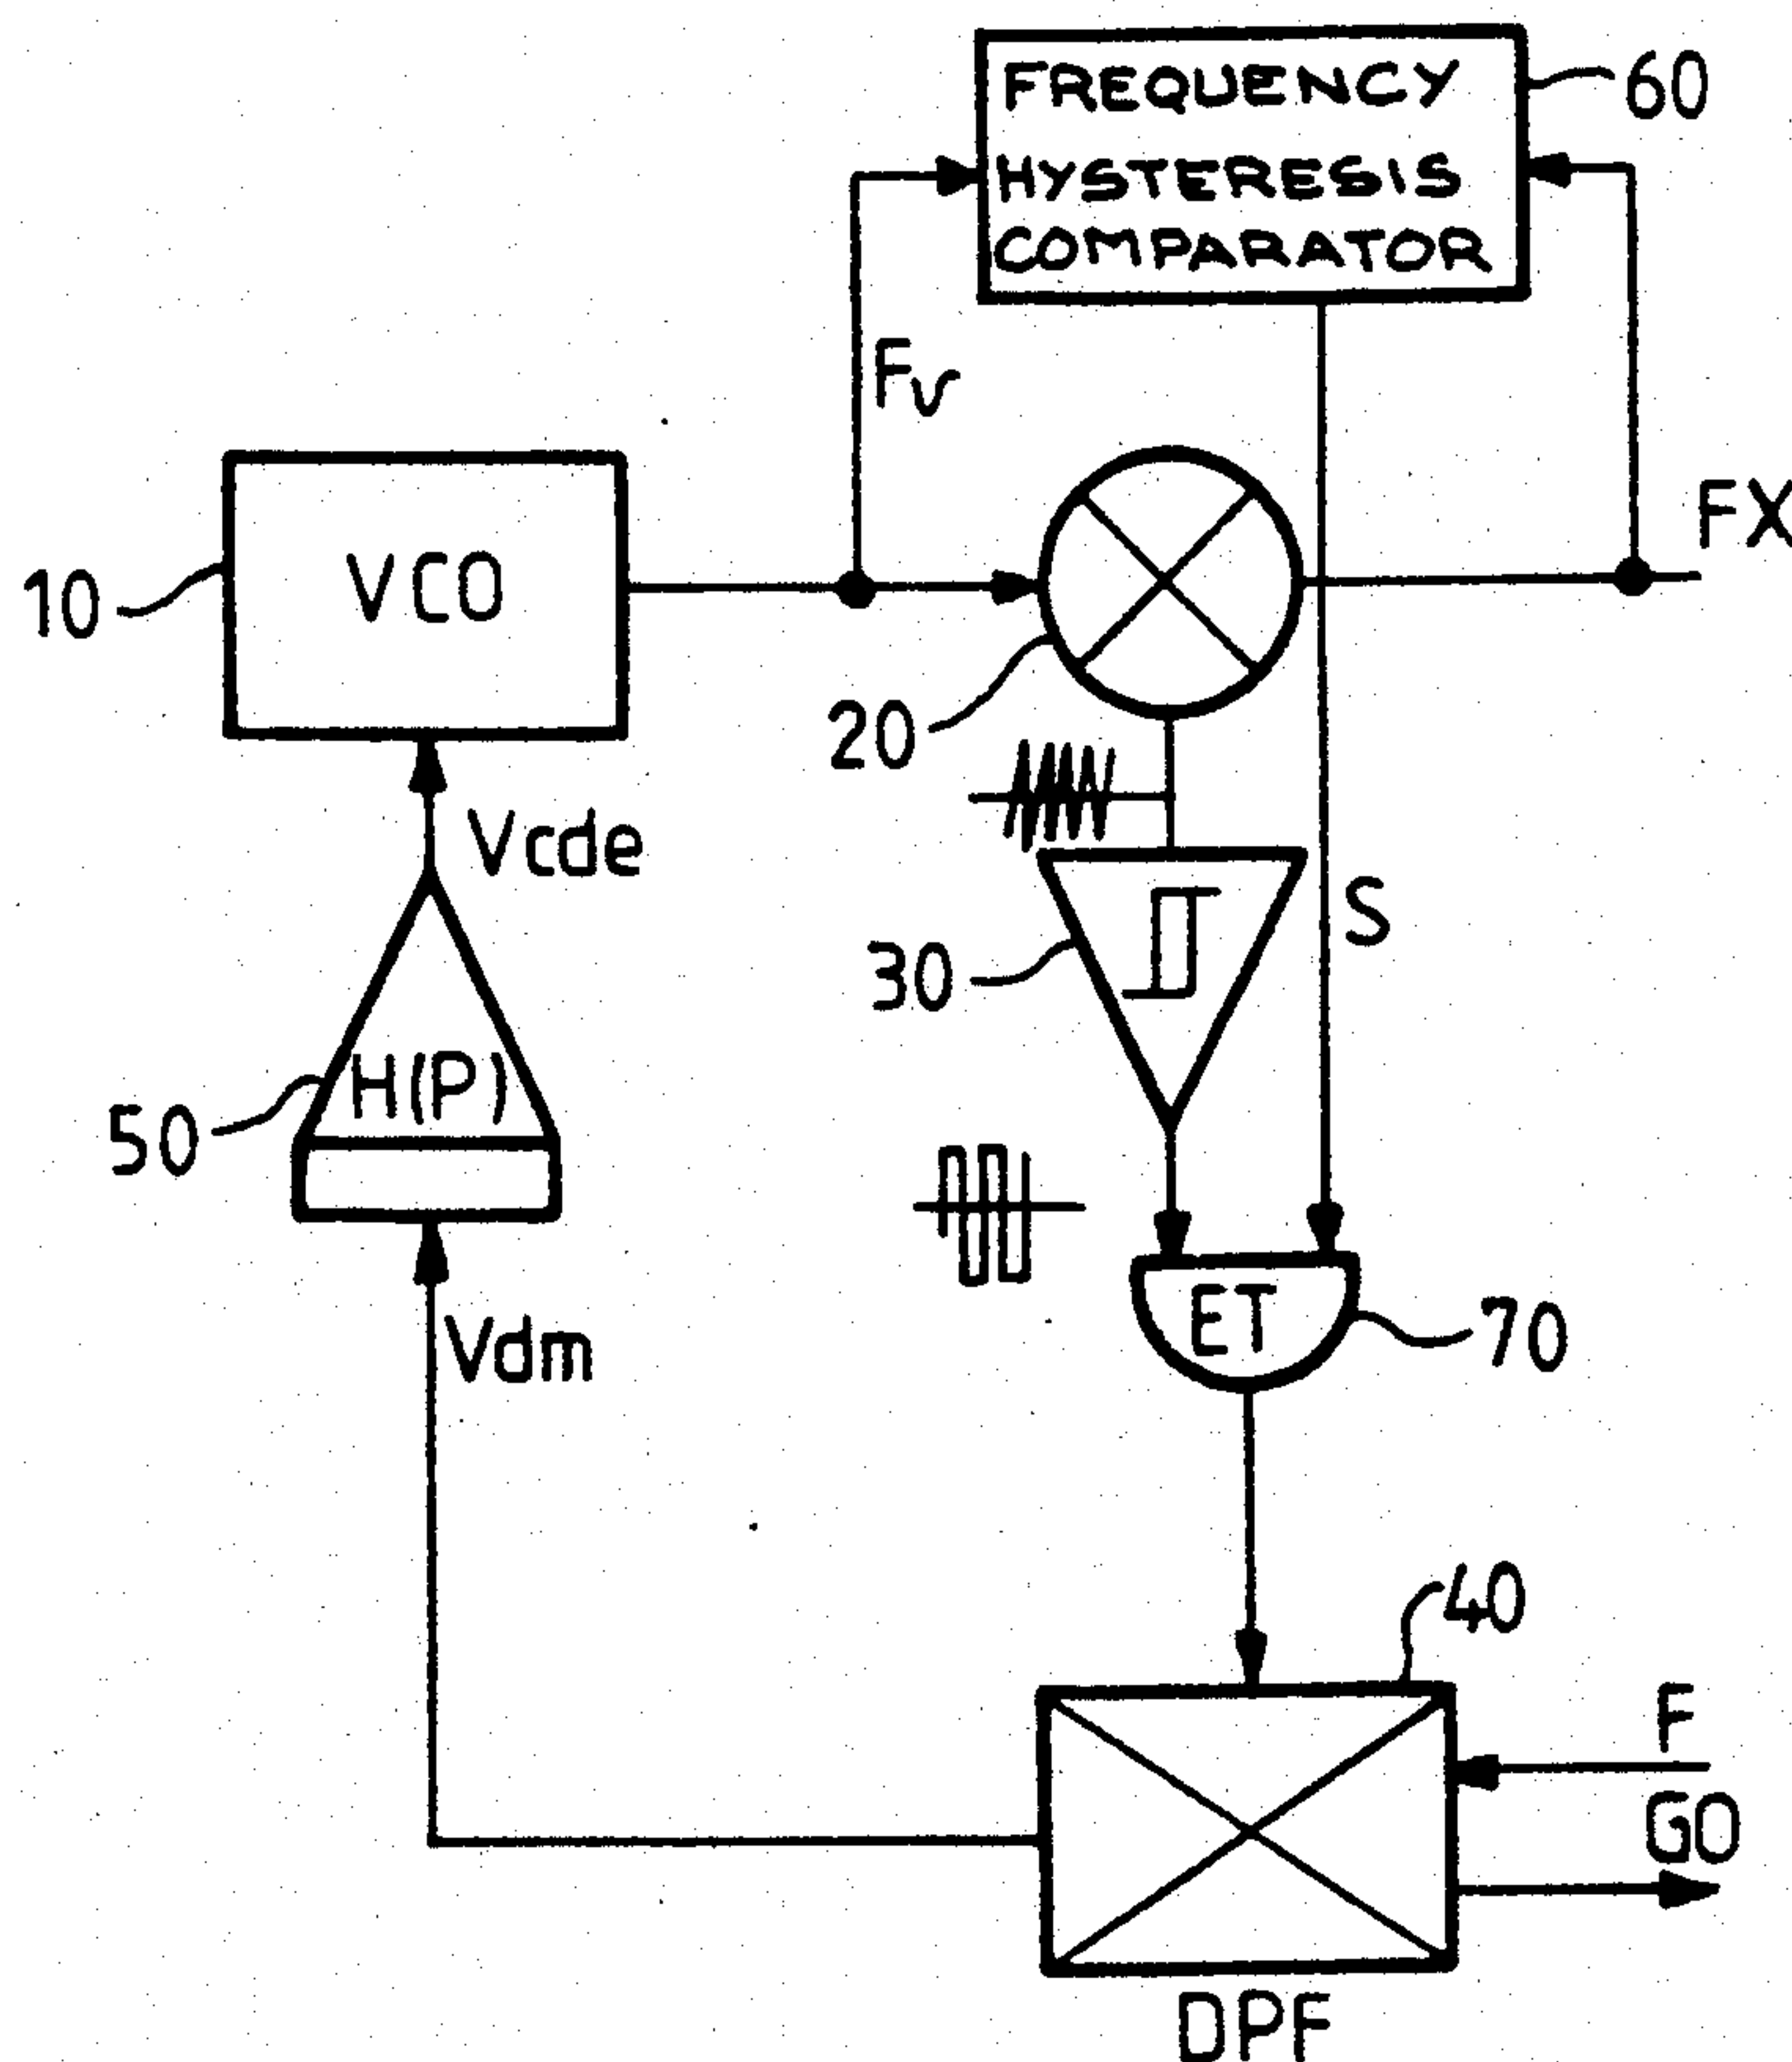 FREQUENCY
HYSTERESIS
COMPARATOR
60
Fv
FX
VCO
10
20
Vcde
S
30
H(P)
50
ET
70
Vdm
40
F
GO
DPF